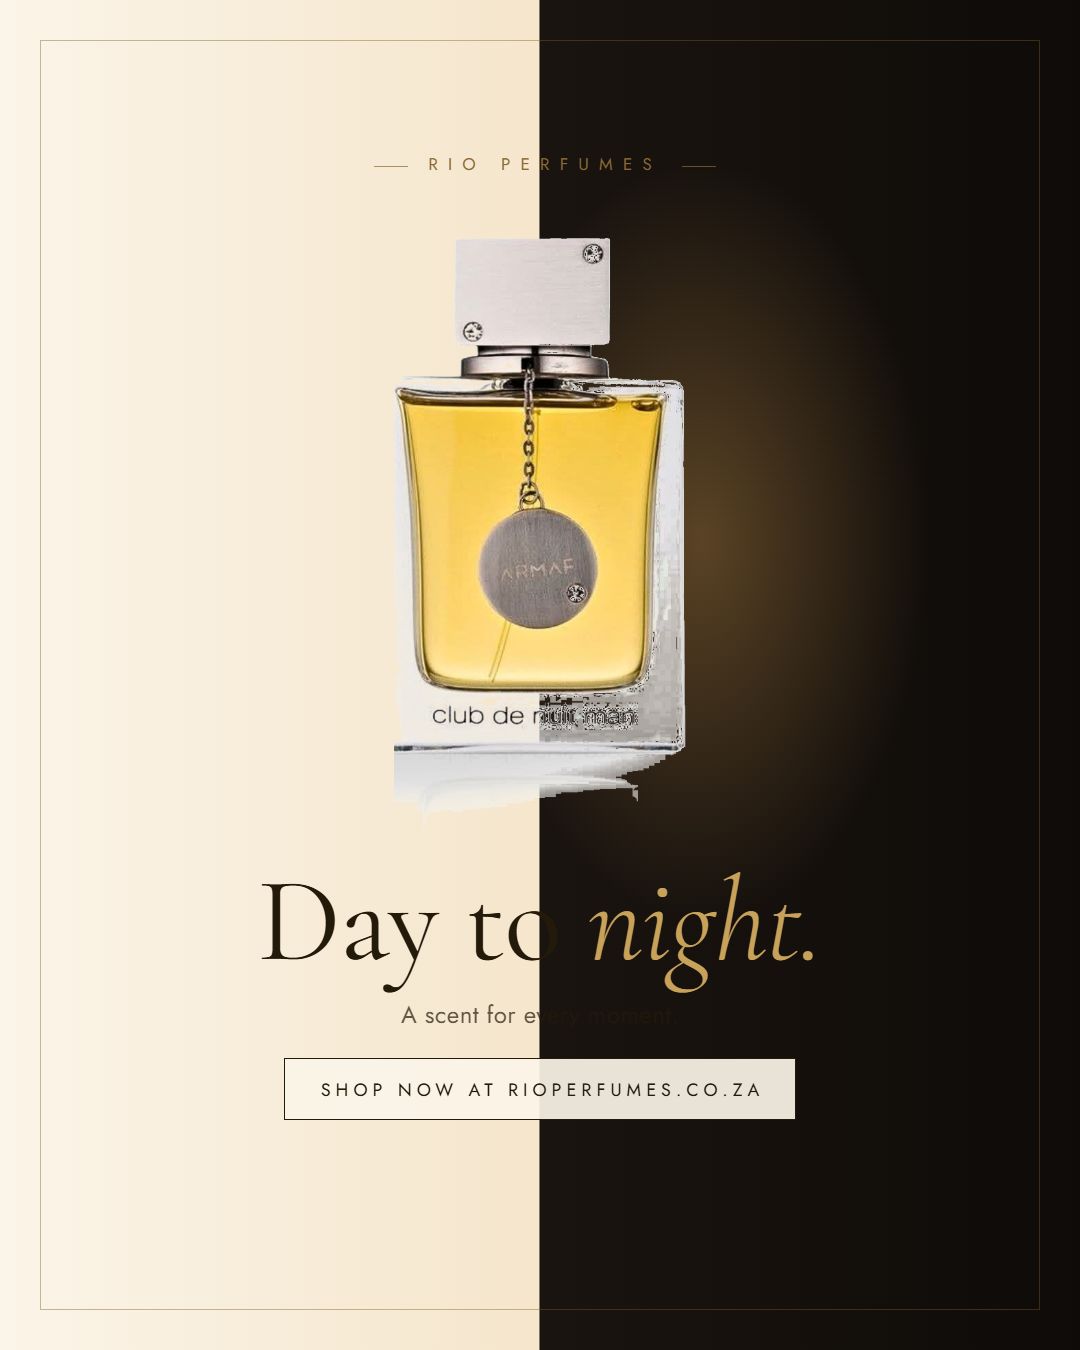 RIO PERFUMES
ARMAF
club de nuit man
Day to night.
A scent for every moment.
SHOP NOW AT RIOPERFUMES.CO.ZA